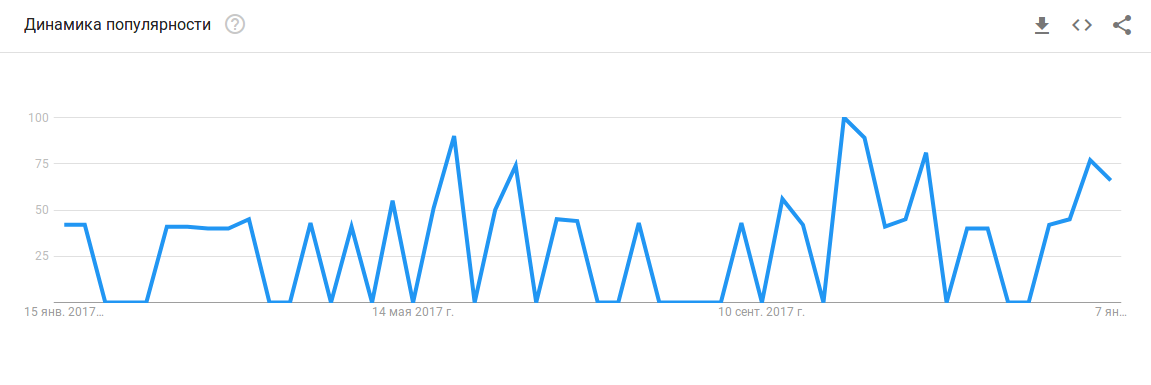 Динамика популярности
100
75
50
25
15 янв. 2017…
14 мая 2017 г.
10 сент. 2017 г.
7 ян…